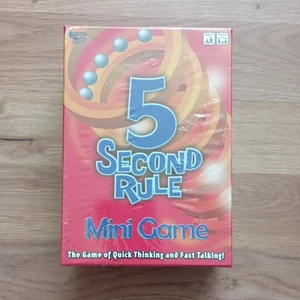 5
SECOND
RULE
Mini Game
The Game of Quick Thinking and Fast Talking!